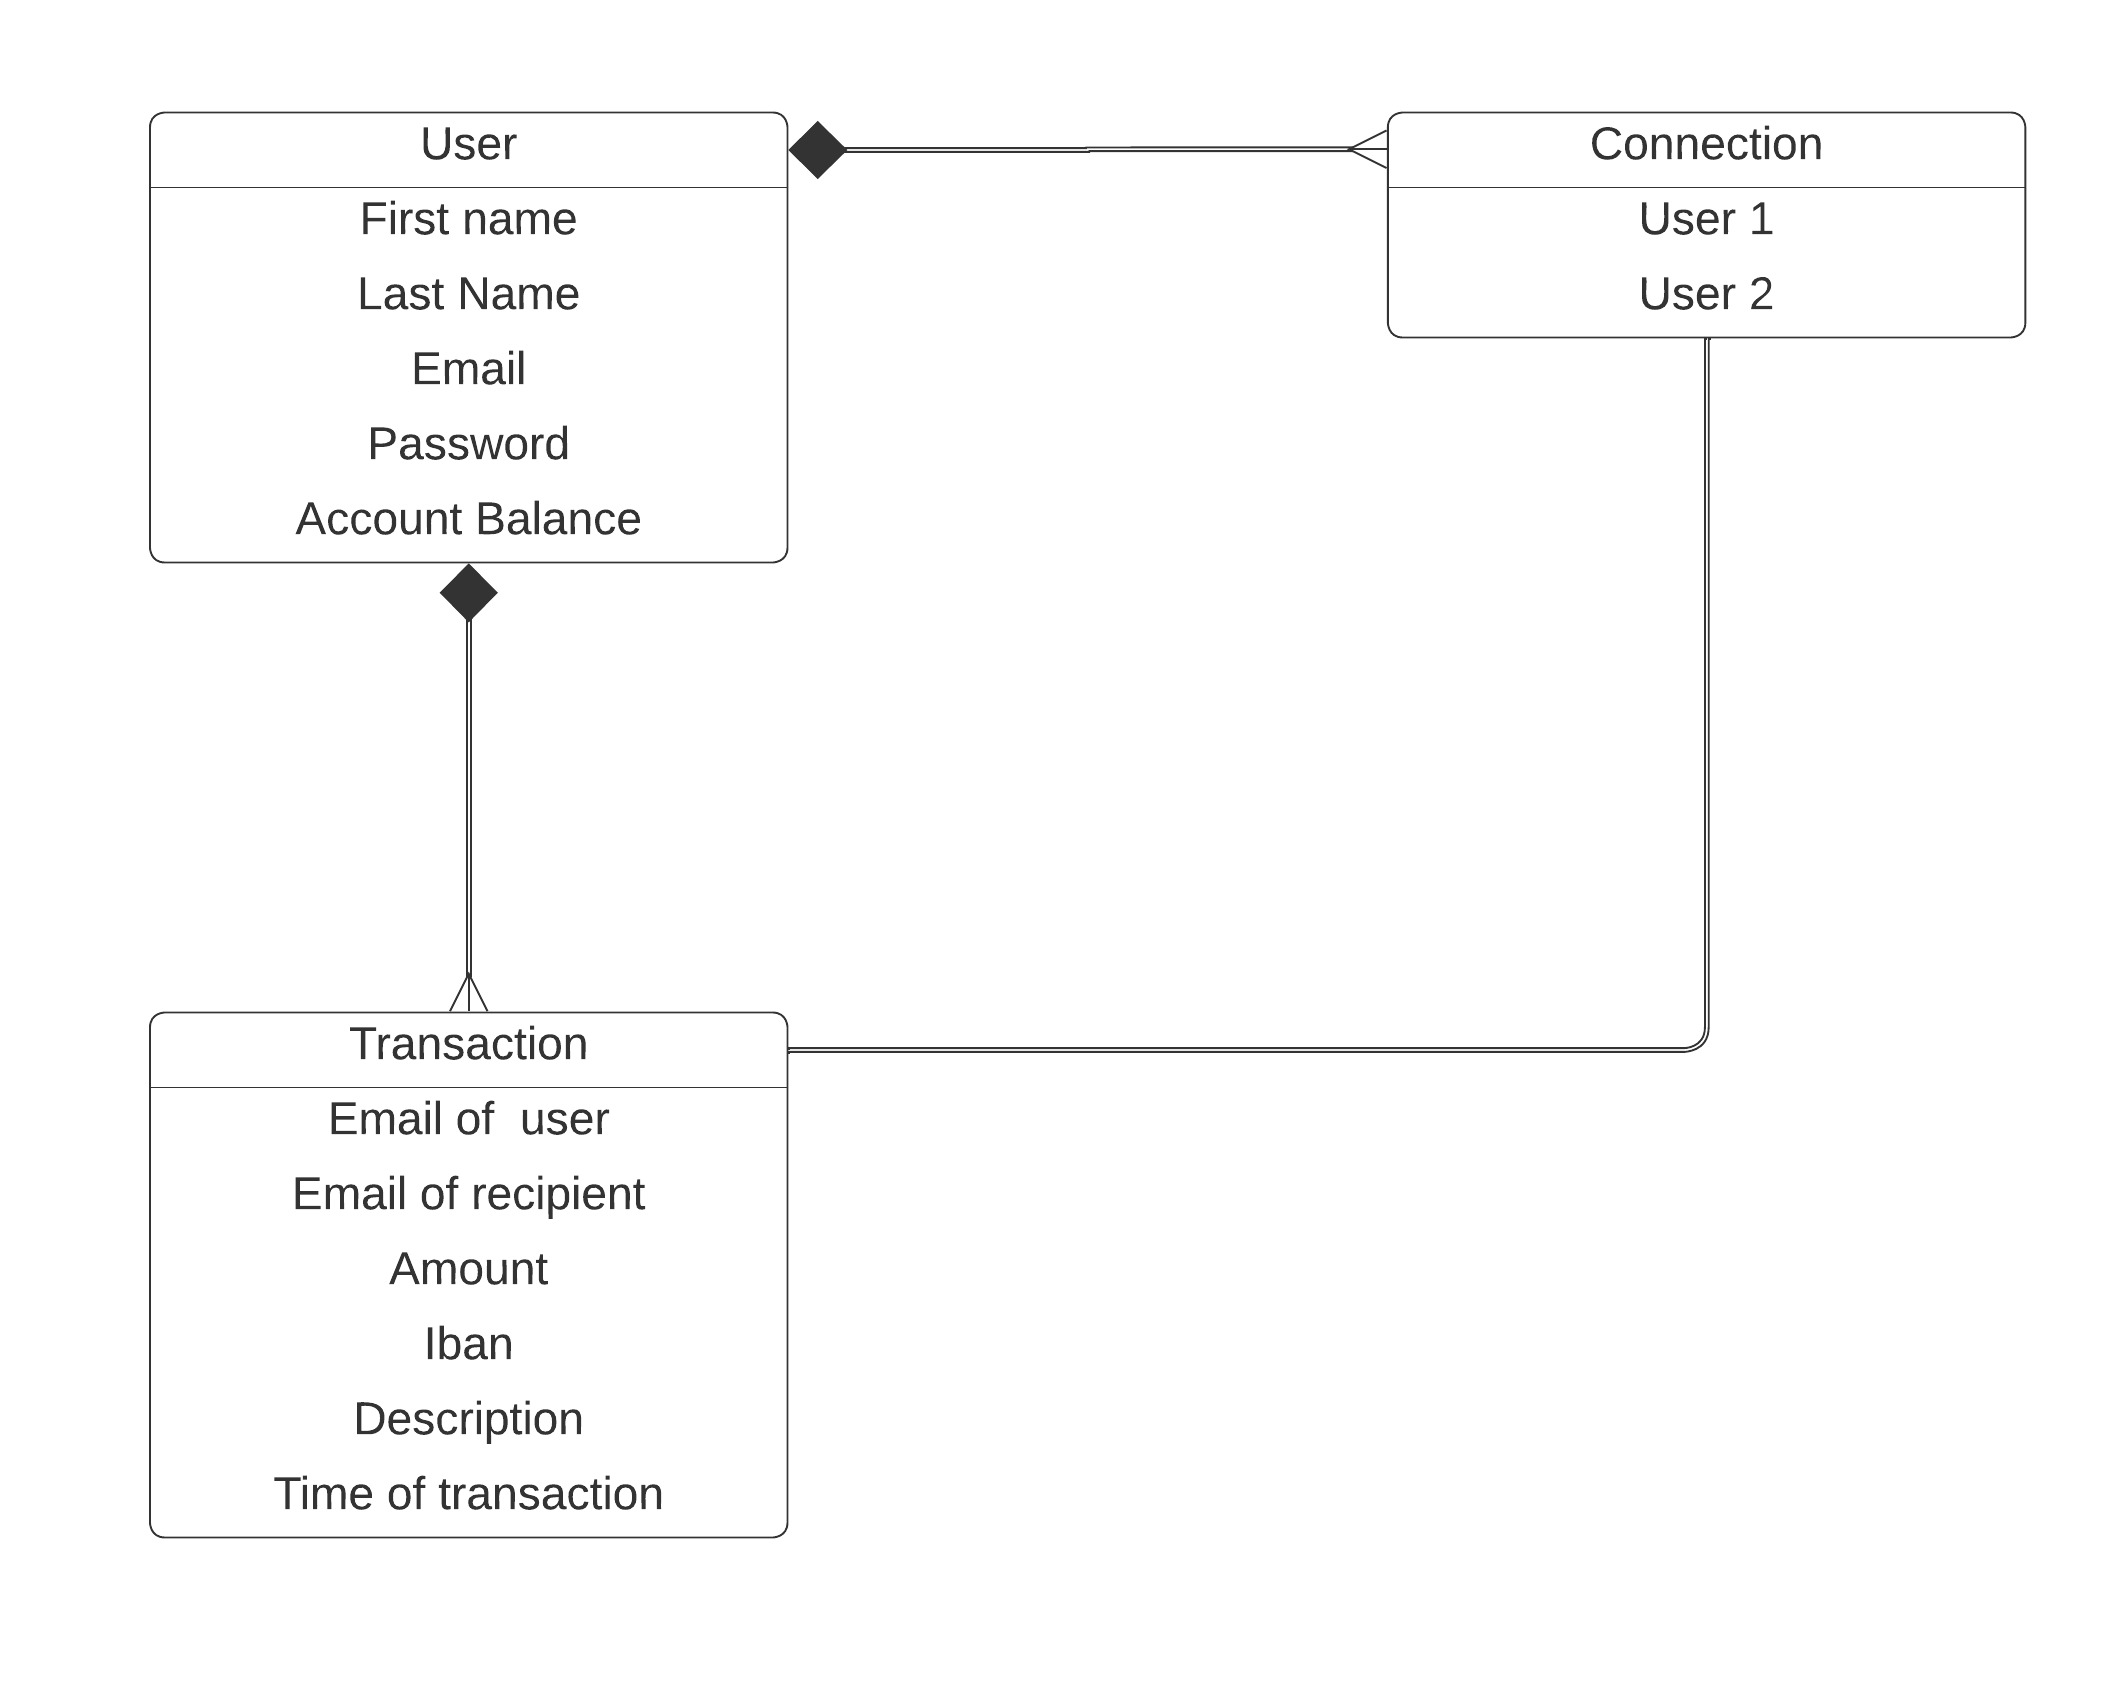 User
First name
Last Name
Email
Password
Account Balance
Connection
User 1
User 2
Transaction
Email of  user
Email of recipient
Amount
Iban
Description
Time of transaction